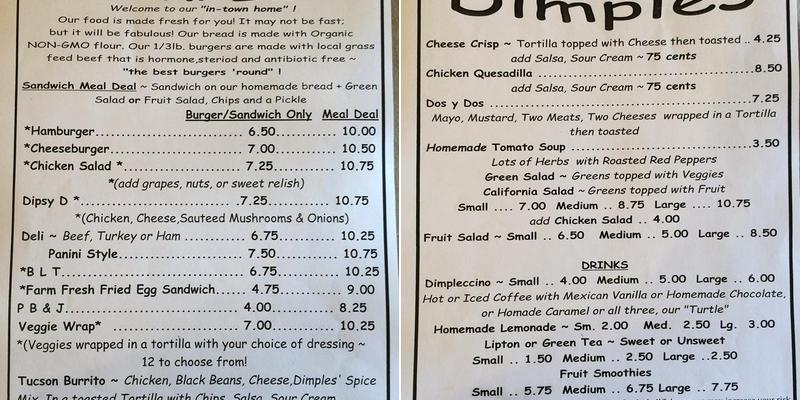 Welcome to our "in-town home" !
Our food is made fresh for you! It may not be fast;
but it will be fabulous! Our bread is made with Organic
NON-GMO flour. Our 1/3lb. burgers are made with local grass
feed beef that is hormone,steriod and antibiotic free ~
"the best burgers 'round" !
Sandwich Meal Deal ~ Sandwich on our homemade bread + Green
Salad or Fruit Salad, Chips and a Pickle
Burger/Sandwich Only Meal Deal
*Hamburger.......................... 6.50............... 10.00
*Cheeseburger....................... 7.00............... 10.50
*Chicken Salad *.................... 7.25............... 10.75
*(add grapes, nuts, or sweet relish)
Dipsy D *...........................7.25............... 10.75
*(Chicken, Cheese,Sauteed Mushrooms & Onions)
Deli ~ Beef, Turkey or Ham ............ 6.75............. 10.25
Panini Style...................... 7.50............. 10.75
*B L T............................... 6.75............. 10.25
*Farm Fresh Fried Egg Sandwich...... 4.75............. 9.00
P B & J.............................. 4.00............. 8.25
Veggie Wrap* ........................ 7.00............. 10.25
*(Veggies wrapped in a tortilla with your choice of dressing ~
12 to choose from!
Tucson Burrito ~ Chicken, Black Beans, Cheese,Dimples' Spice
Mix, In a toasted Tortilla with Chips, Salsa, Sour Cream
Dimples
Cheese Crisp ~ Tortilla topped with Cheese then toasted .. 4.25
add Salsa, Sour Cream ~ 75 cents
Chicken Quesadilla ..............................8.50
add Salsa, Sour Cream ~ 75 cents
Dos y Dos ..............................7.25
Mayo, Mustard, Two Meats, Two Cheeses wrapped in a Tortilla
then toasted
Homemade Tomato Soup ..............................3.50
Lots of Herbs with Roasted Red Peppers
Green Salad ~ Greens topped with Veggies
California Salad ~ Greens topped with Fruit
Small .... 7.00 Medium .. 8.75 Large .... 10.75
add Chicken Salad .. 4.00
Fruit Salad ~ Small .. 6.50 Medium .. 5.00 Large .. 8.50
DRINKS
Dimpleccino ~ Small .. 4.00 Medium .. 5.00 Large .. 6.00
Hot or Iced Coffee with Mexican Vanilla or Homemade Chocolate,
or Homade Caramel or all three, our "Turtle"
Homemade Lemonade ~ Sm. 2.00 Med. 2.50 Lg. 3.00
Lipton or Green Tea ~ Sweet or Unsweet
Small .. 1.50 Medium .. 2.50 Large ..2.50
Fruit Smoothies
Small .. 5.75 Medium .. 6.75 Large .. 7.75